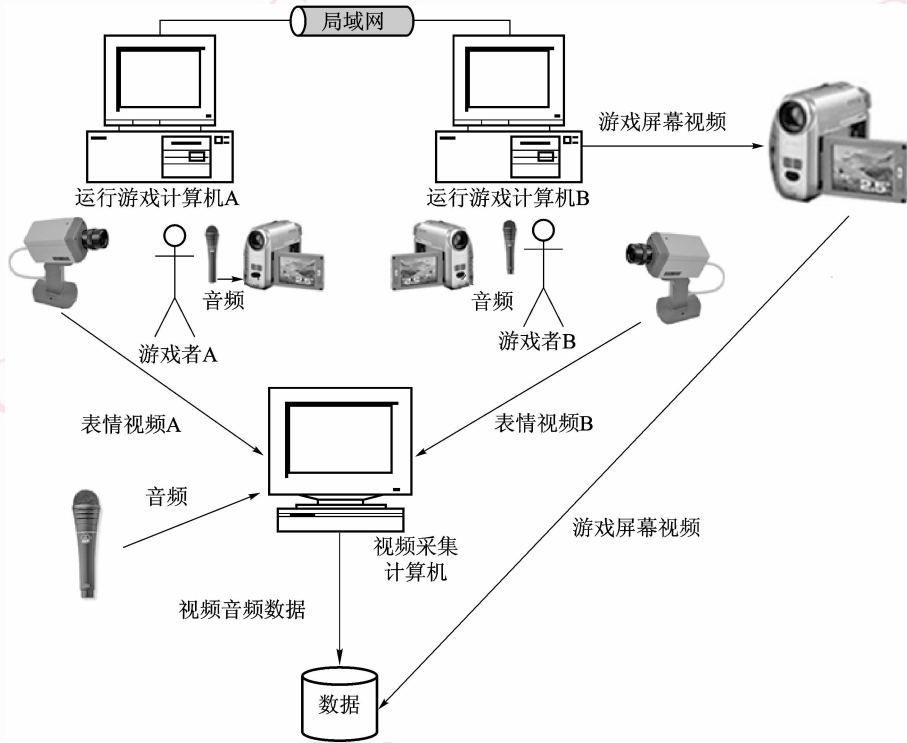 局域网
游戏屏幕视频
运行游戏计算机A
运行游戏计算机B
音频
音频
游戏者A
游戏者B
表情视频A
表情视频B
音频
游戏屏幕视频
视频采集
计算机
视频音频数据
数据